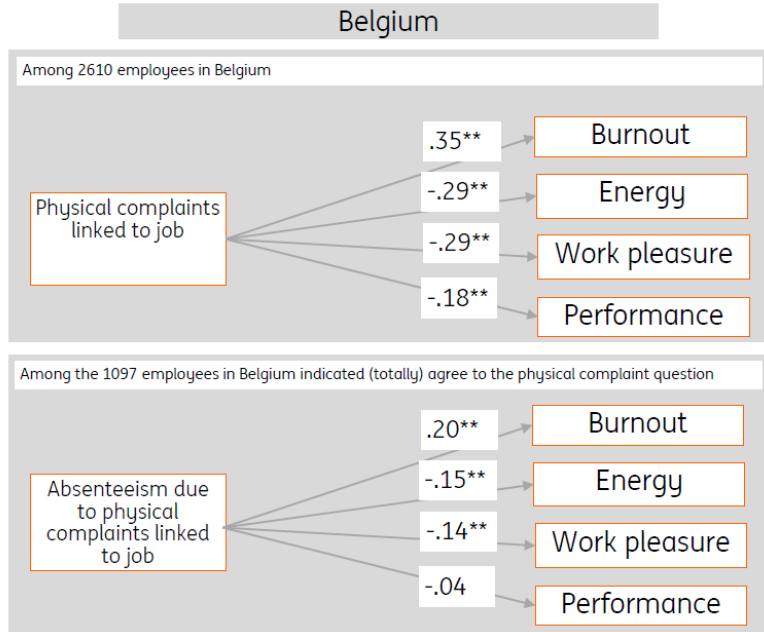 Belgium
Among 2610 employees in Belgium
.35**
Burnout
-.29**
Energy
Physical complaints
linked to job
-.29**
Work pleasure
-.18**
Performance
Among the 1097 employees in Belgium indicated (totally) agree to the physical complaint question
.20**
Burnout
-.15**
Energy
Absenteeism due
to physical
complaints linked
to job
-.14**
Work pleasure
-.04
Performance